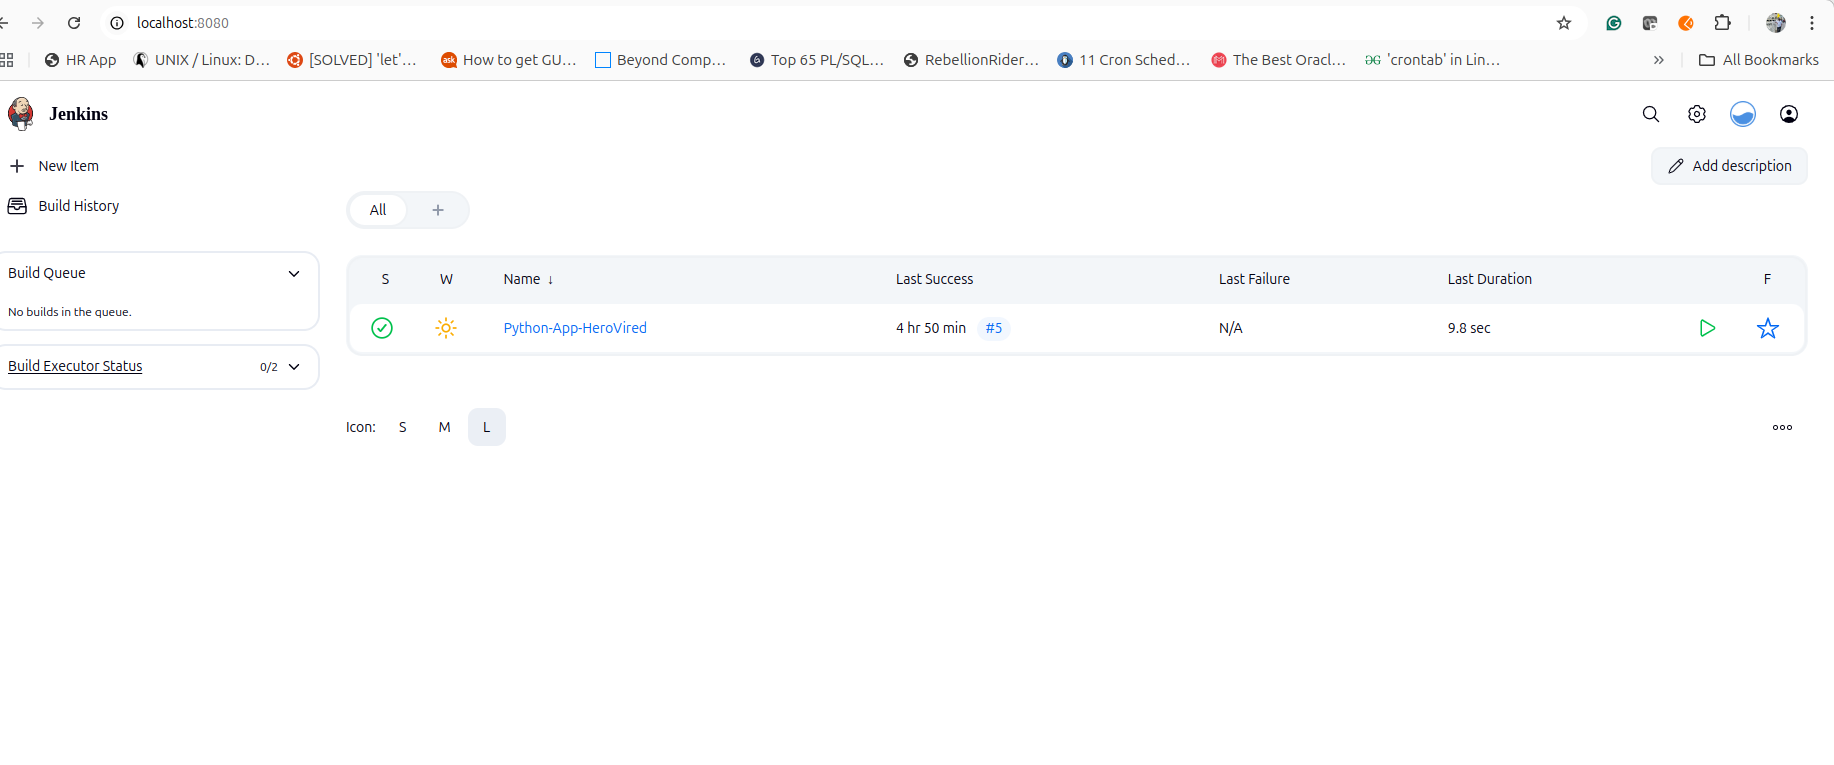 localhost:8080
HR App
UNIX / Linux: D...
[SOLVED] 'let'...
ask How to get GU...
Beyond Comp...
Top 65 PL/SQL...
RebellionRider...
11 Cron Sched...
The Best Oracl...
'crontab' in Lin...
All Bookmarks
Jenkins
New Item
Add description
Build History
All +
Build Queue
No builds in the queue.
Build Executor Status 0/2
S W Name ↓ Last Success Last Failure Last Duration F
Python-App-HeroVired 4 hr 50 min #5 N/A 9.8 sec
Icon: S M L